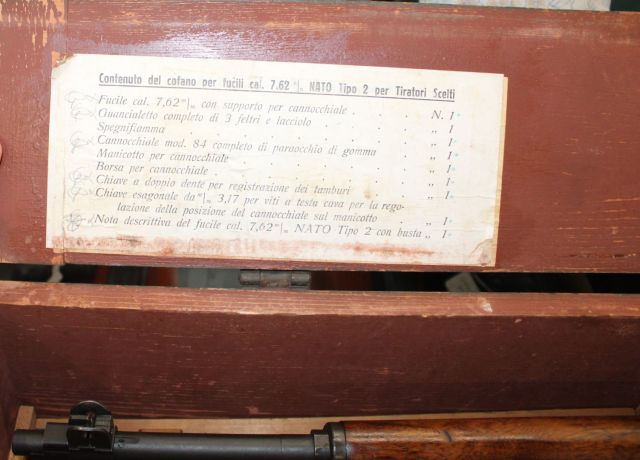 Contenuto del cofano per fucili cal. 7.62 m/m NATO Tipo 2 per Tiratori Scelti
Fucile cal. 7,62 m/m con supporto per cannocchiale . . . N. 1
Guancialetto completo di 3 feltri e lacciolo . . . . „ 1
Spegnifiamma . . . . . . . . „ 1
Cannocchiale mod. 84 completo di paraocchio di gomma . . „ 1
Manicotto per cannocchiale . . . . . . „ 1
Borsa per cannocchiale . . . . . . „ 1
Chiave a doppio dente per registrazione dei tamburi . . „ 1
Chiave esagonale da m/m 3,17 per viti a testa cava per la rego-
lazione della posizione del cannocchiale sul manicotto . „ 1
Nota descrittiva del fucile cal. 7,62 m/m NATO Tipo 2 con busta „ 1